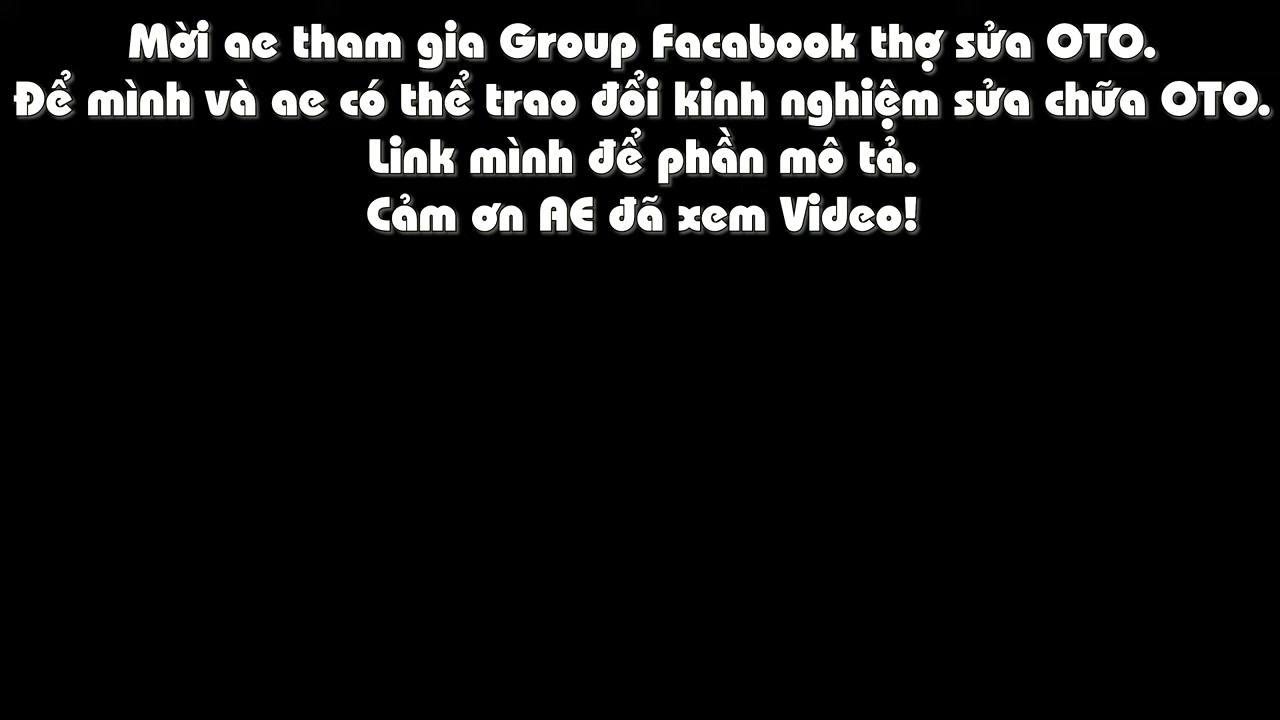 Mời ae tham gia Group Facabook thợ sửa OTO.
Để mình và ae có thể trao đổi kinh nghiệm sửa chữa OTO.
Link mình để phần mô tả.
Cảm ơn AE đã xem Video!